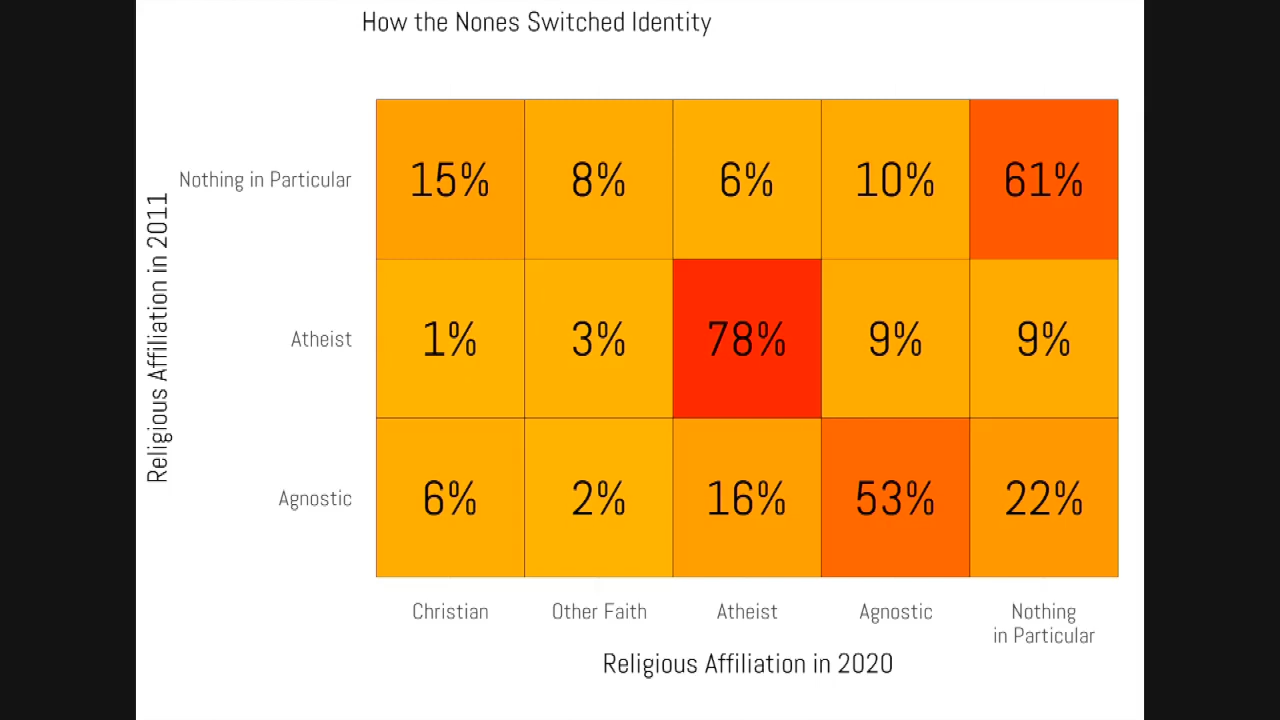 How the Nones Switched Identity
Religious Affiliation in 2011
Nothing in Particular
15% 8% 6% 10% 61%
Atheist
1% 3% 78% 9% 9%
Agnostic
6% 2% 16% 53% 22%
Christian Other Faith Atheist Agnostic Nothing
in Particular
Religious Affiliation in 2020